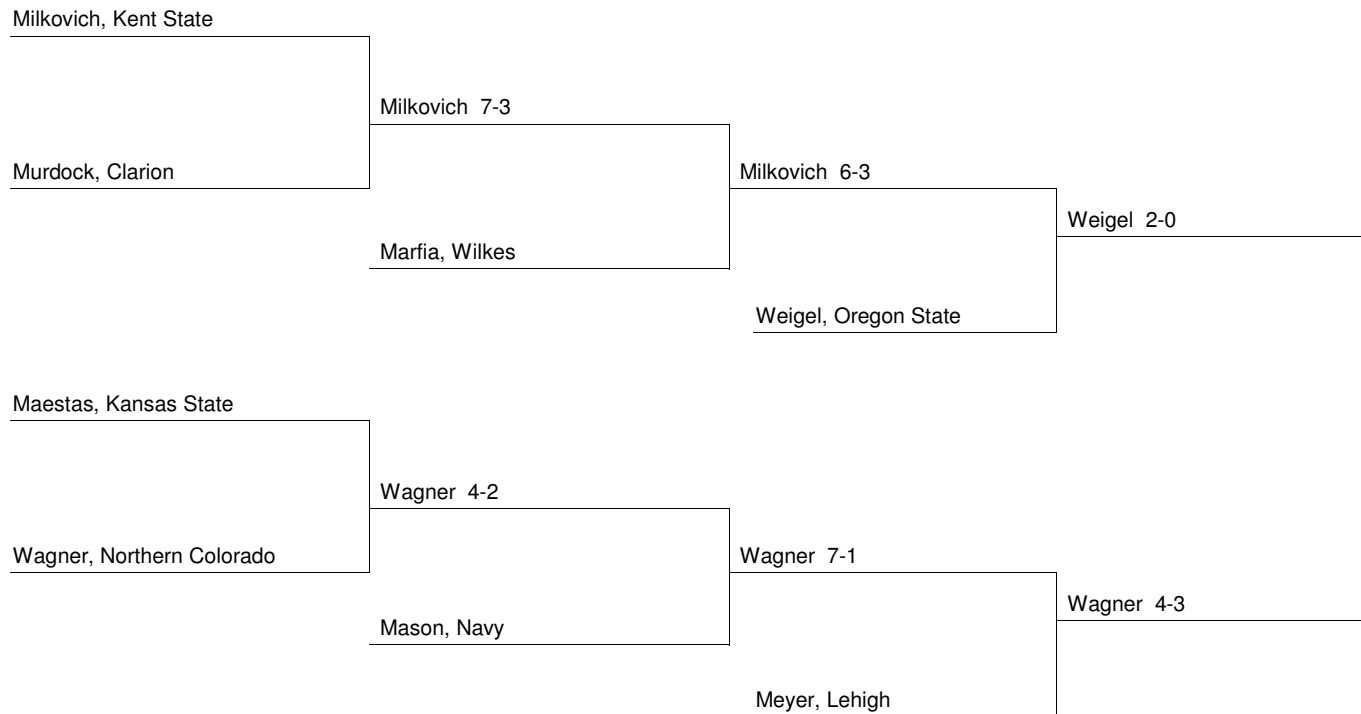 Milkovich, Kent State
Milkovich 7-3
Murdock, Clarion
Milkovich 6-3
Weigel 2-0
Marfia, Wilkes
Weigel, Oregon State
Maestas, Kansas State
Wagner 4-2
Wagner, Northern Colorado
Wagner 7-1
Wagner 4-3
Mason, Navy
Meyer, Lehigh